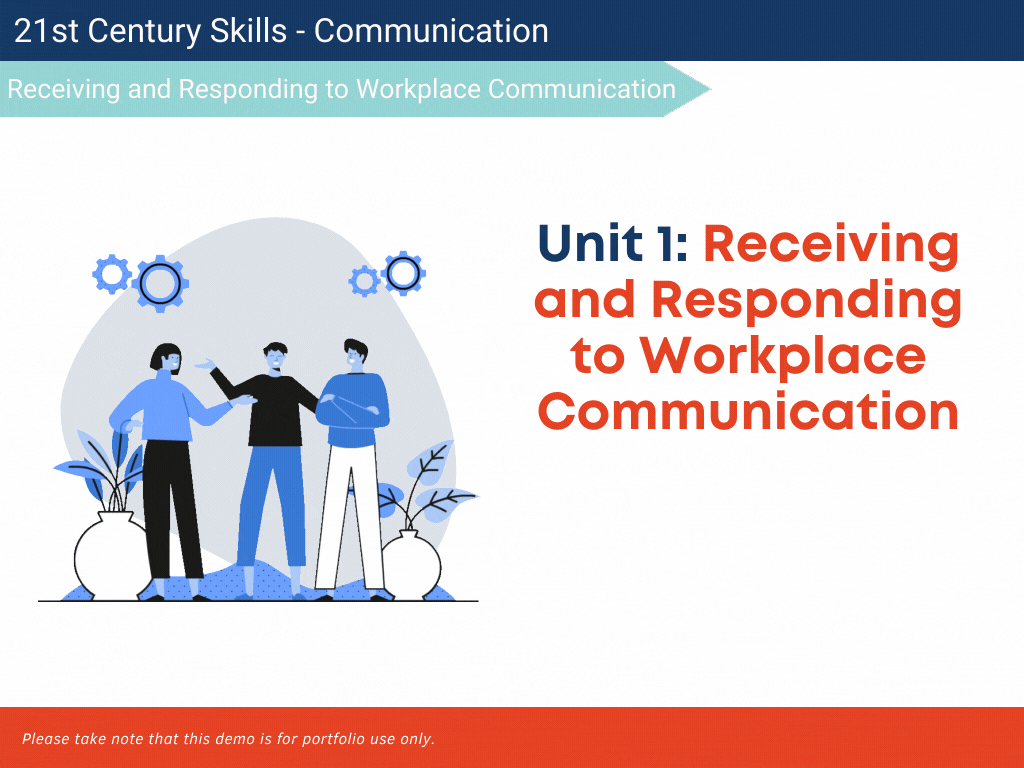 21st Century Skills - Communication
Receiving and Responding to Workplace Communication
Unit 1: Receiving
and Responding
to Workplace
Communication
Please take note that this demo is for portfolio use only.